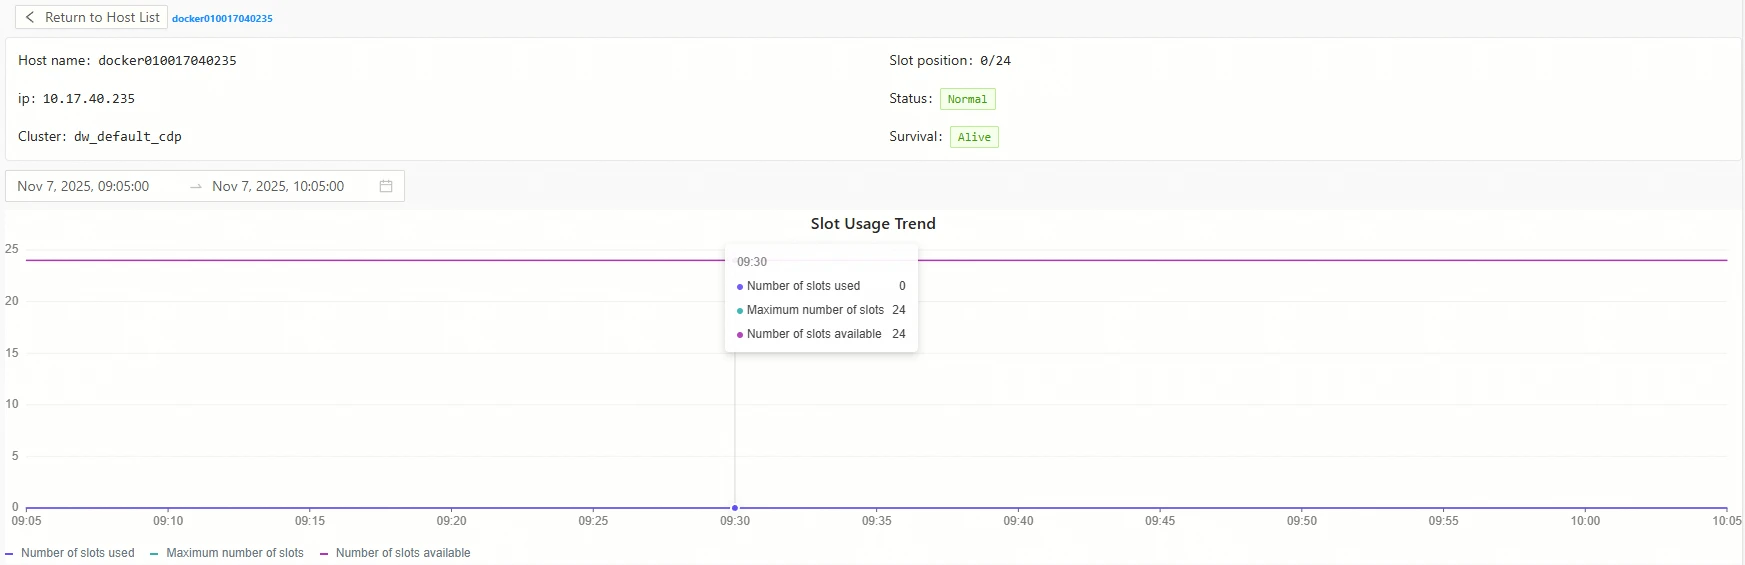 Return to Host List docker010017040235
Host name: docker010017040235
Slot position: 0/24
ip: 10.17.40.235
Status: Normal
Cluster: dw_default_cdp
Survival: Alive
Nov 7, 2025, 09:05:00 → Nov 7, 2025, 10:05:00
Slot Usage Trend
25
20
15
10
5
0
09:30
Number of slots used 0
Maximum number of slots 24
Number of slots available 24
09:05 09:10 09:15 09:20 09:25 09:30 09:35 09:40 09:45 09:50 09:55 10:00 10:05
Number of slots used Maximum number of slots Number of slots available